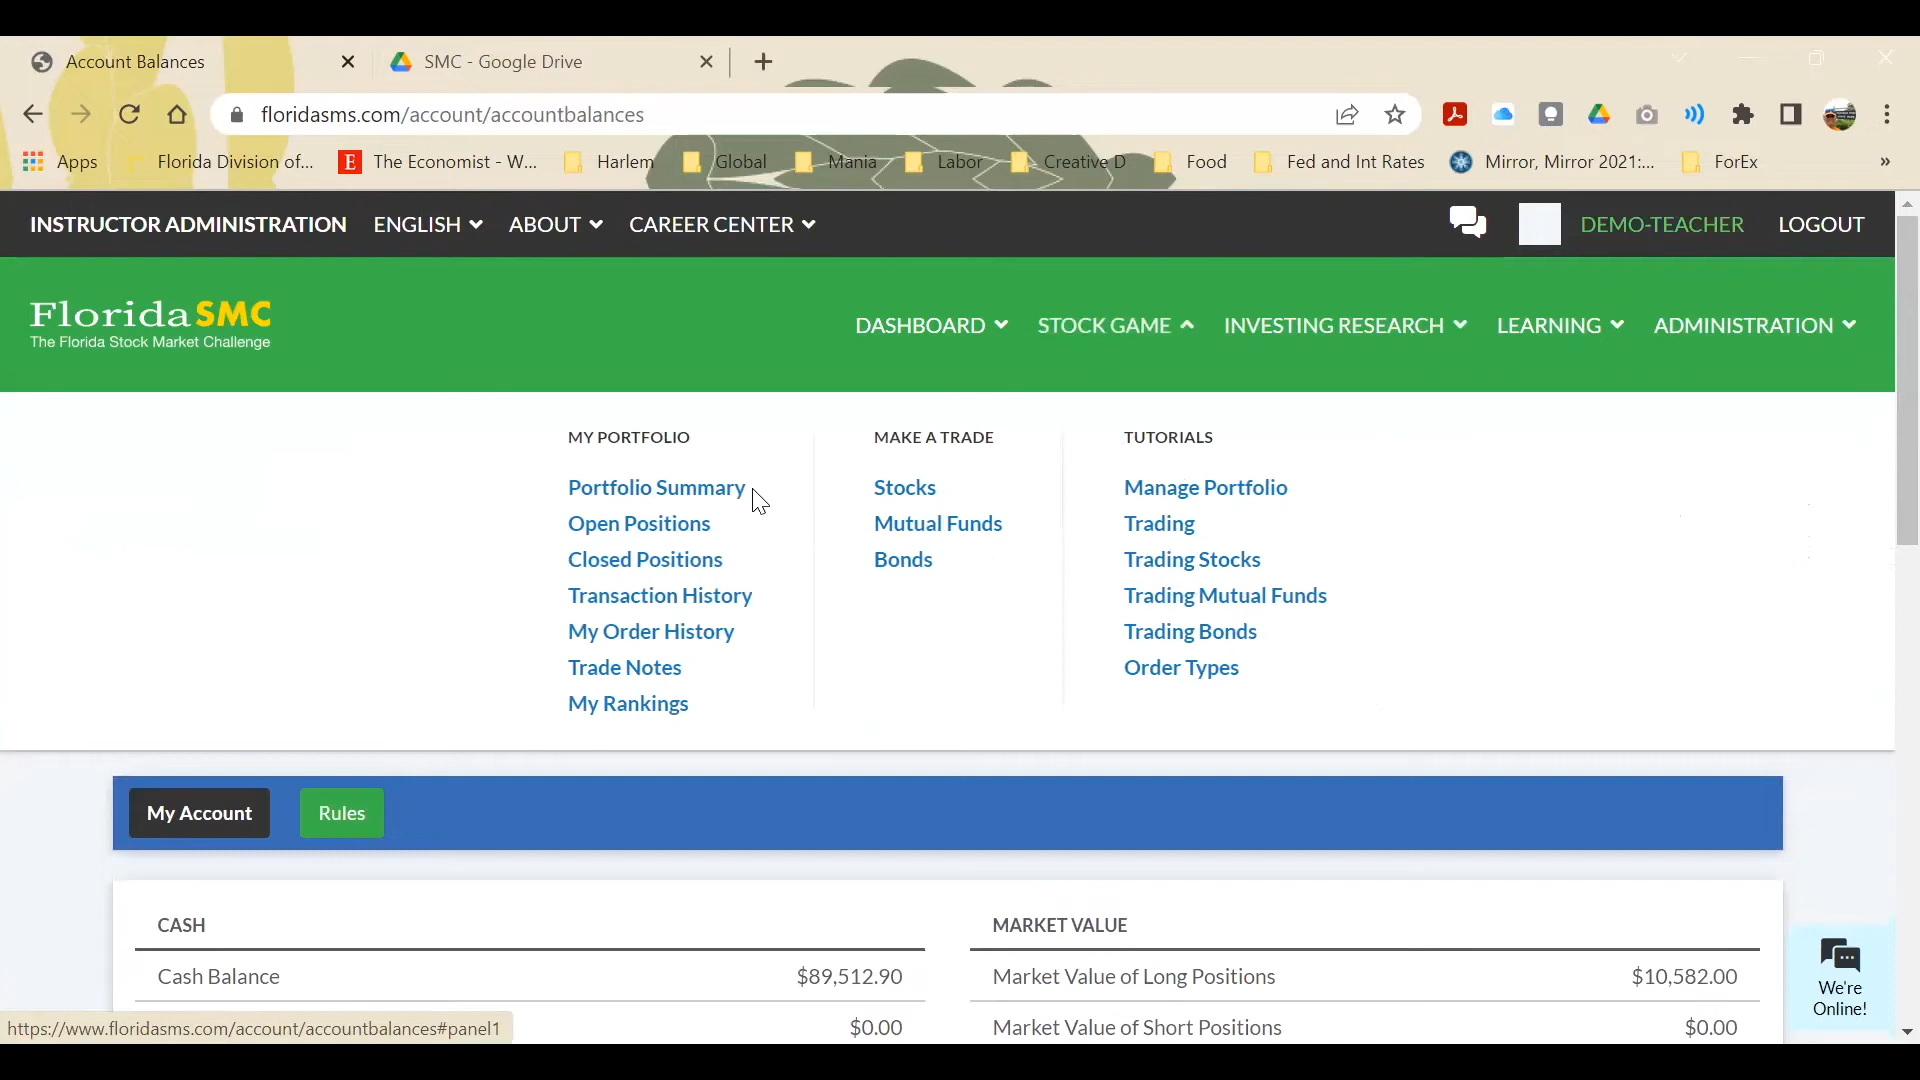 Account Balances
SMC - Google Drive
floridasms.com/account/accountbalances
Apps Florida Division of... The Economist - W... Harlem Global Mania Labor Creative D Food Fed and Int Rates Mirror, Mirror 2021:... ForEx »
INSTRUCTOR ADMINISTRATION ENGLISH ABOUT CAREER CENTER DEMO-TEACHER LOGOUT
Florida SMC
The Florida Stock Market Challenge
DASHBOARD STOCK GAME INVESTING RESEARCH LEARNING ADMINISTRATION
MY PORTFOLIO
Portfolio Summary
Open Positions
Closed Positions
Transaction History
My Order History
Trade Notes
My Rankings
MAKE A TRADE
Stocks
Mutual Funds
Bonds
TUTORIALS
Manage Portfolio
Trading
Trading Stocks
Trading Mutual Funds
Trading Bonds
Order Types
My Account Rules
CASH
Cash Balance $89,512.90
$0.00
MARKET VALUE
Market Value of Long Positions $10,582.00
Market Value of Short Positions $0.00
We're
Online!
https://www.floridasms.com/account/accountbalances#panel1